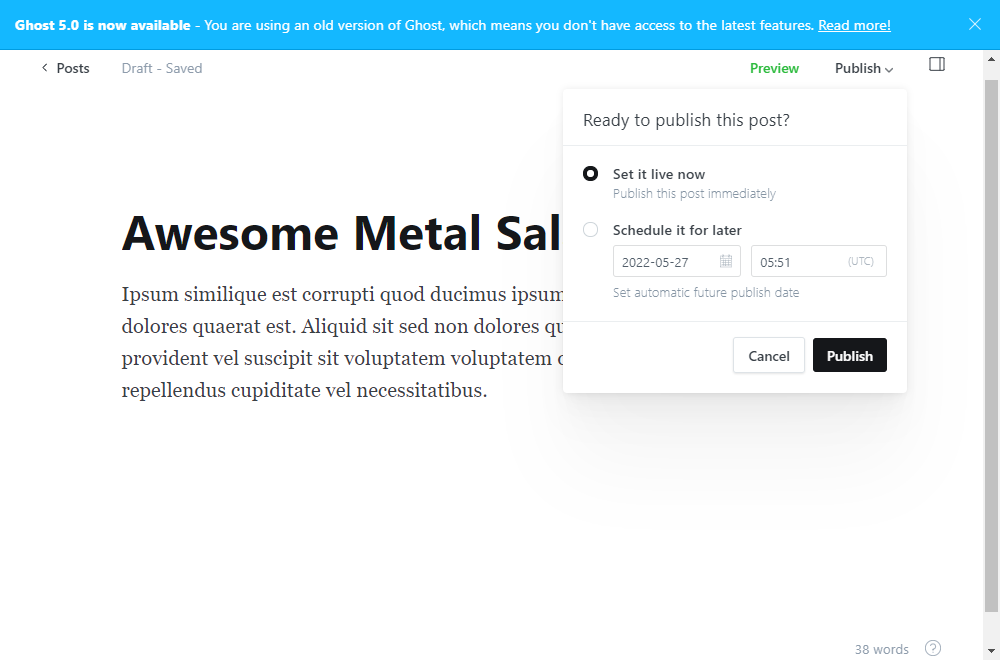 Ghost 5.0 is now available - You are using an old version of Ghost, which means you don't have access to the latest features. Read more!
Posts Draft - Saved Preview Publish
Ready to publish this post?
Set it live now
Publish this post immediately
Schedule it for later
2022-05-27 05:51 (UTC)
Set automatic future publish date
Cancel Publish
Awesome Metal Sal
Ipsum similique est corrupti quod ducimus ipsum
dolores quaerat est. Aliquid sit sed non dolores
provident vel suscipit sit voluptatem voluptatem
repellendus cupiditate vel necessitatibus.
38 words